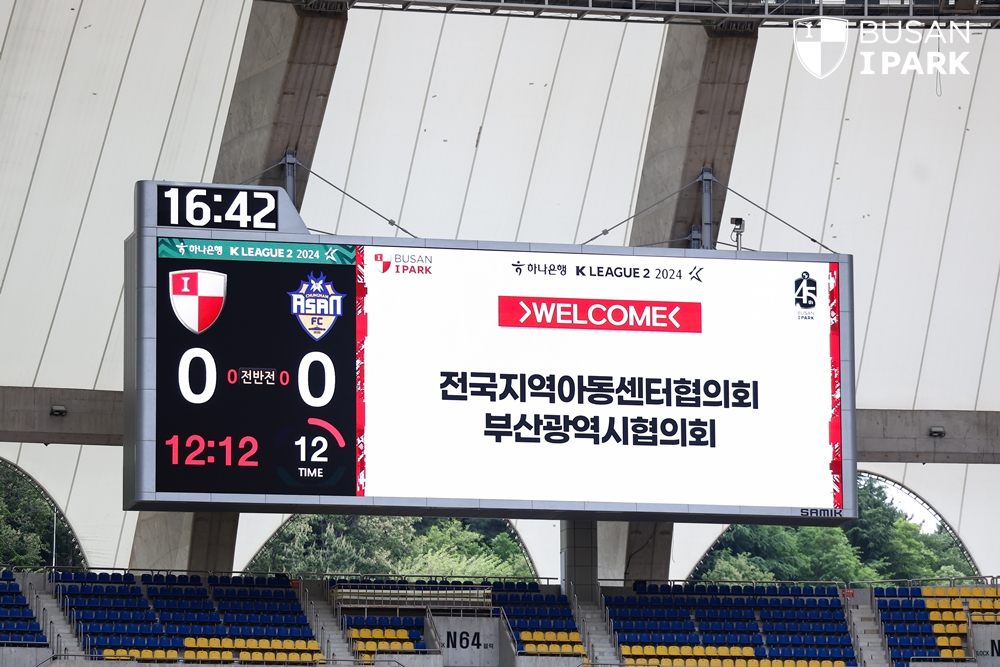 BUSAN
I PARK
16:42
하나은행 K LEAGUE 2 2024
I
CHUNGNAM
ASAN
FC
0 0 전반전 0 0
12:12
12
TIME
BUSAN
I PARK
하나은행 K LEAGUE 2 2024
45
BUSAN
I PARK
>WELCOME<
전국지역아동센터협의회
부산광역시협의회
SAMIK
N64